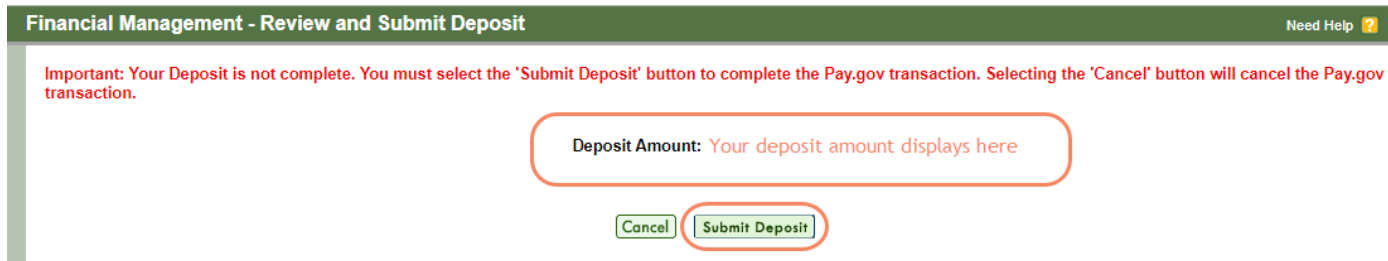 Financial Management - Review and Submit Deposit
Need Help ?
Important: Your Deposit is not complete. You must select the 'Submit Deposit' button to complete the Pay.gov transaction. Selecting the 'Cancel' button will cancel the Pay.gov
transaction.
Deposit Amount: Your deposit amount displays here
Cancel Submit Deposit